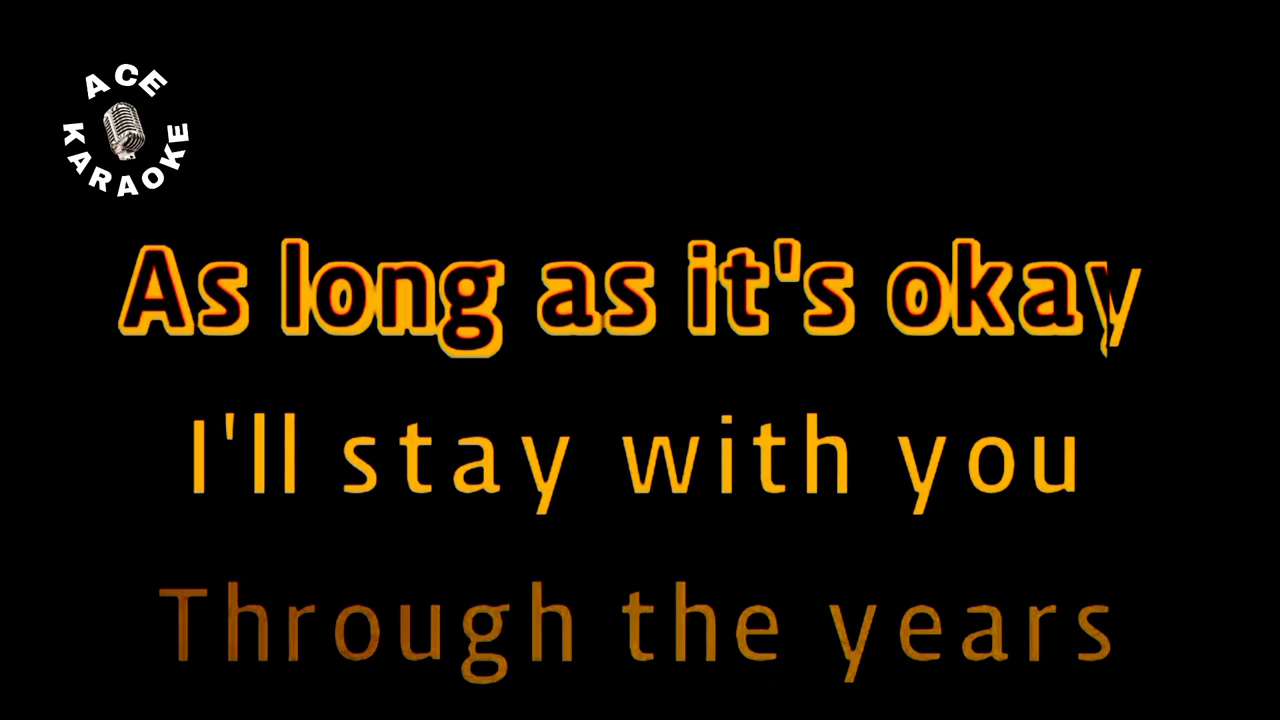 ACE
KARAOKE
As long as it's okay
I'll stay with you
Through the years